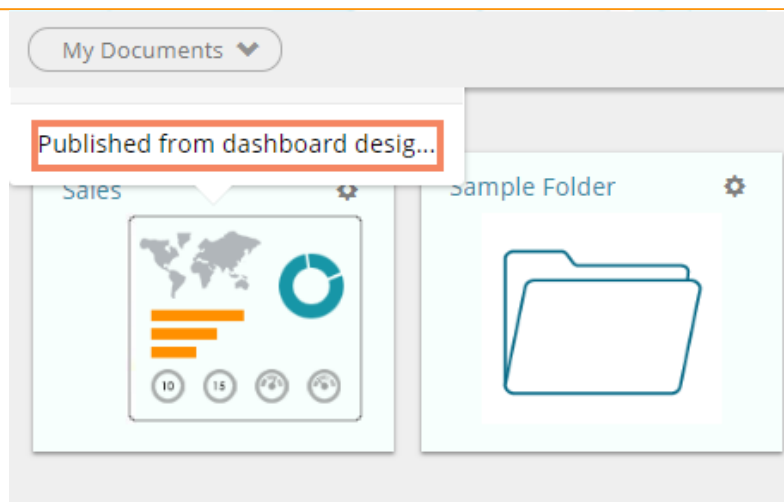 My Documents
Published from dashboard desig...
Sales
Sample Folder
10
15